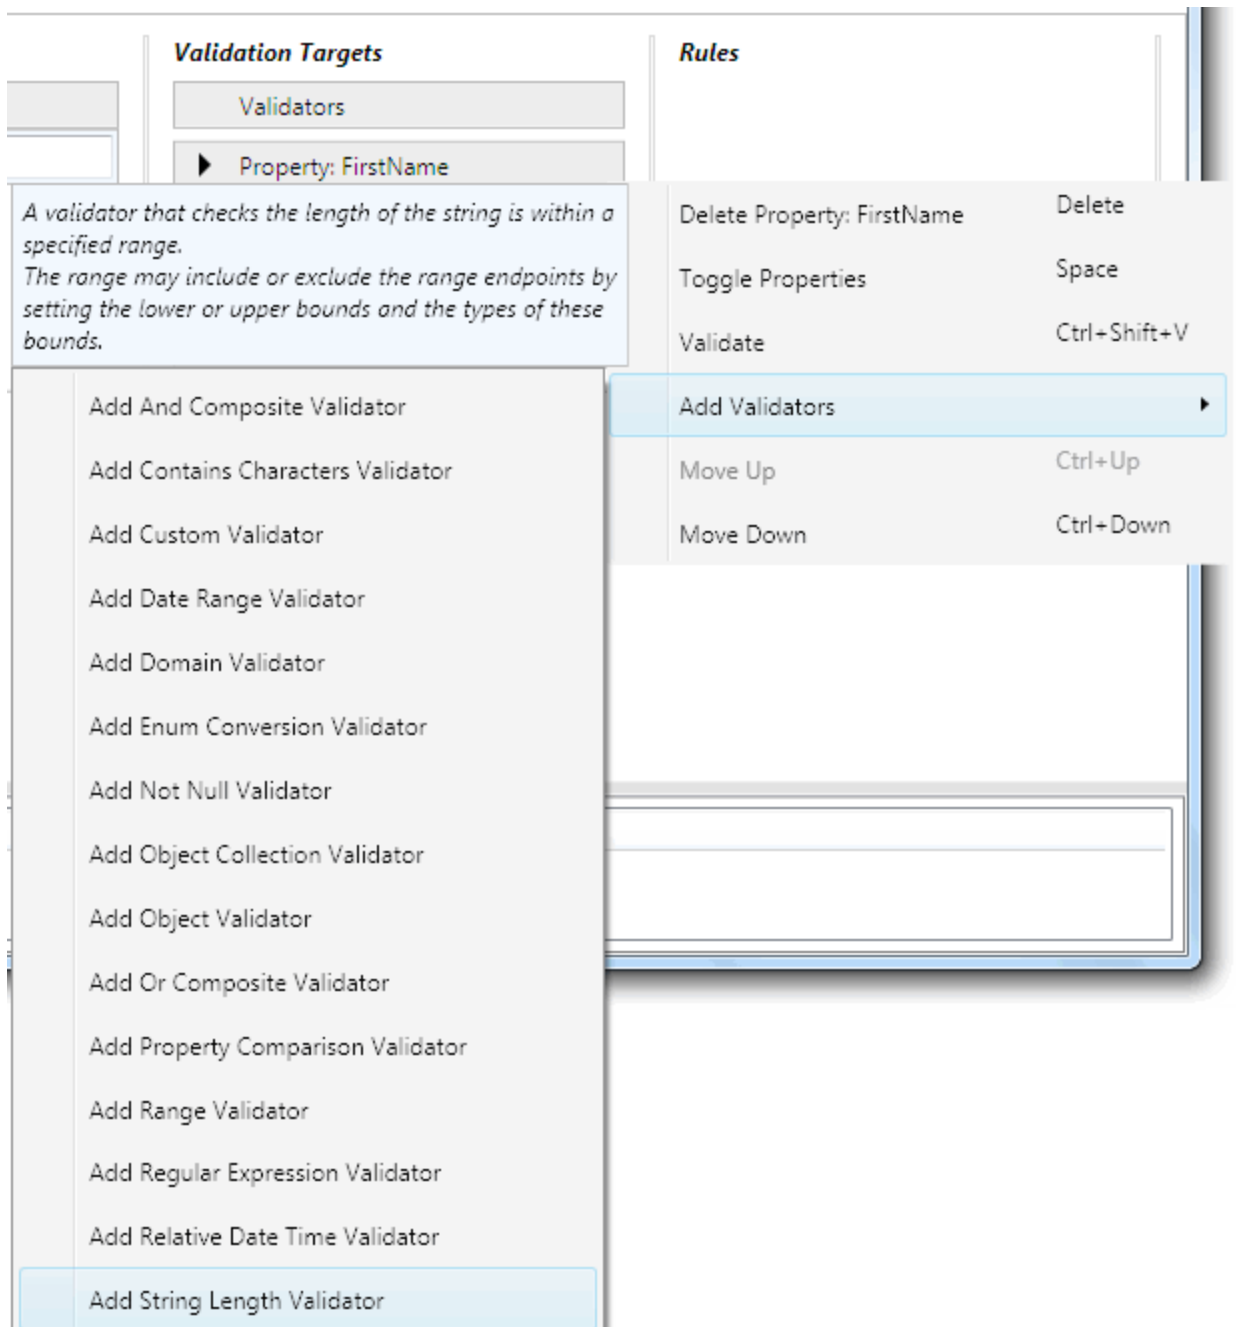 Validation Targets
Rules
Validators
Property: FirstName
A validator that checks the length of the string is within a
specified range.
The range may include or exclude the range endpoints by
setting the lower or upper bounds and the types of these
bounds.
Delete Property: FirstName Delete
Toggle Properties Space
Validate Ctrl+Shift+V
Add Validators
Move Up Ctrl+Up
Move Down Ctrl+Down
Add And Composite Validator
Add Contains Characters Validator
Add Custom Validator
Add Date Range Validator
Add Domain Validator
Add Enum Conversion Validator
Add Not Null Validator
Add Object Collection Validator
Add Object Validator
Add Or Composite Validator
Add Property Comparison Validator
Add Range Validator
Add Regular Expression Validator
Add Relative Date Time Validator
Add String Length Validator